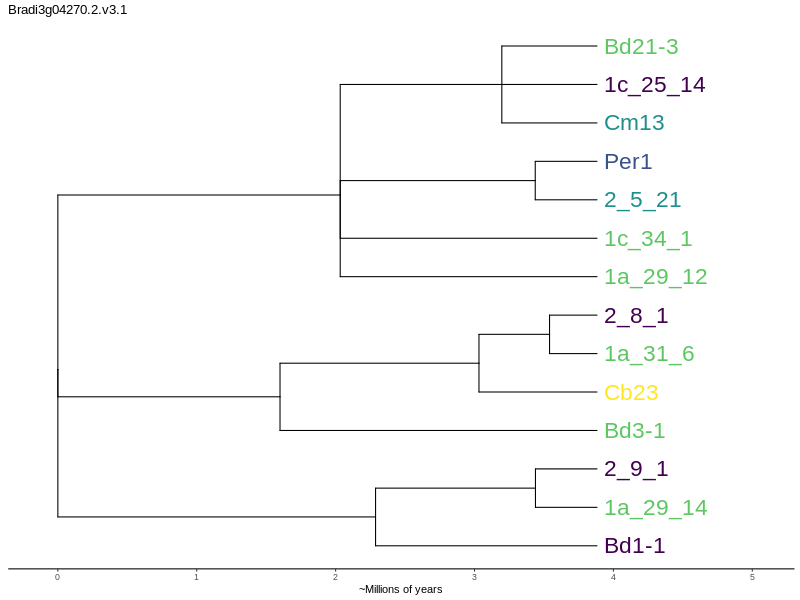 Bradi3g04270.2.v3.1
Bd21-3
1c_25_14
Cm13
Per1
2_5_21
1c_34_1
1a_29_12
2_8_1
1a_31_6
Cb23
Bd3-1
2_9_1
1a_29_14
Bd1-1
0 1 2 3 4 5
~Millions of years